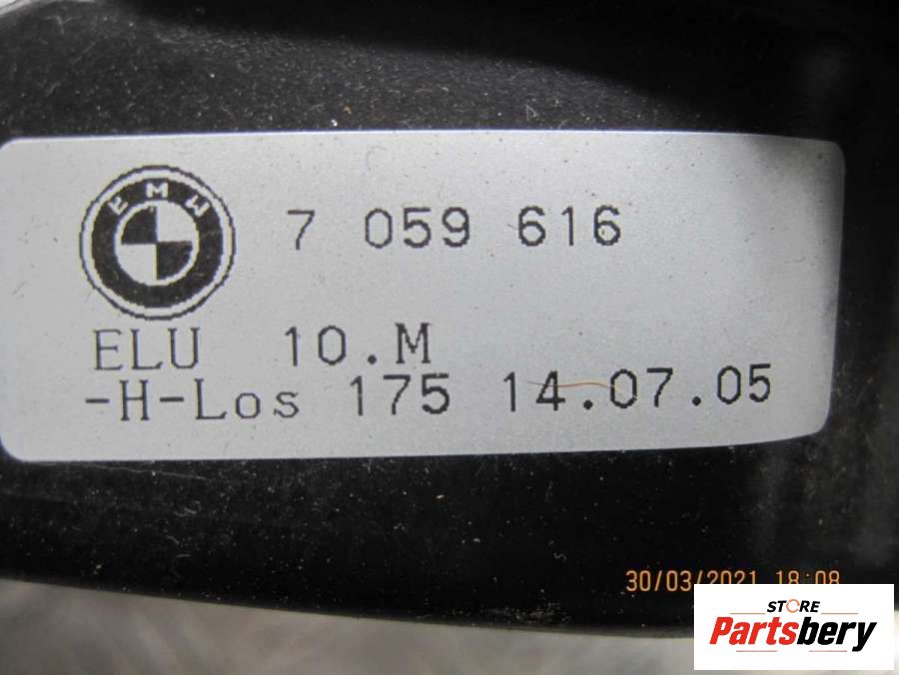 BMW
7 059 616
ELU 10.M
-H-Los 175 14.07.05
30/03/2021 18:08
STORE
Partsbery